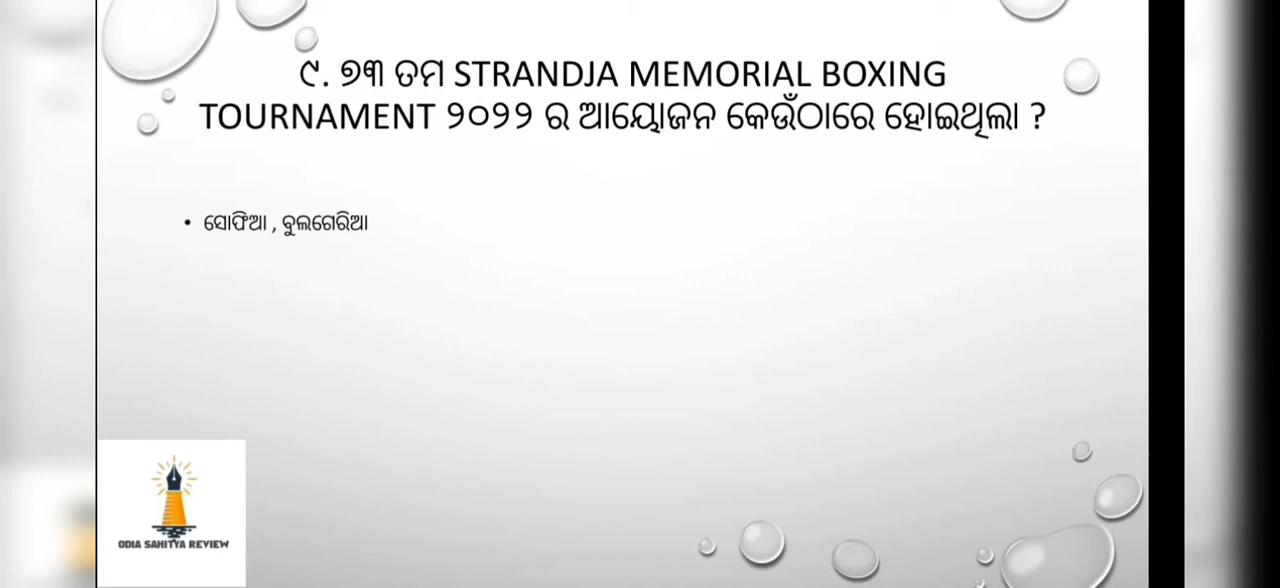 ୯. ୭୩ ତମ STRANDJA MEMORIAL BOXING
TOURNAMENT ୨୦୨୨ ର ଆୟୋଜନ କେଉଁଠାରେ ହୋଇଥିଲା ?
• ସୋଫିଆ , ବୁଲଗେରିଆ
ODIA SAHITYA REVIEW